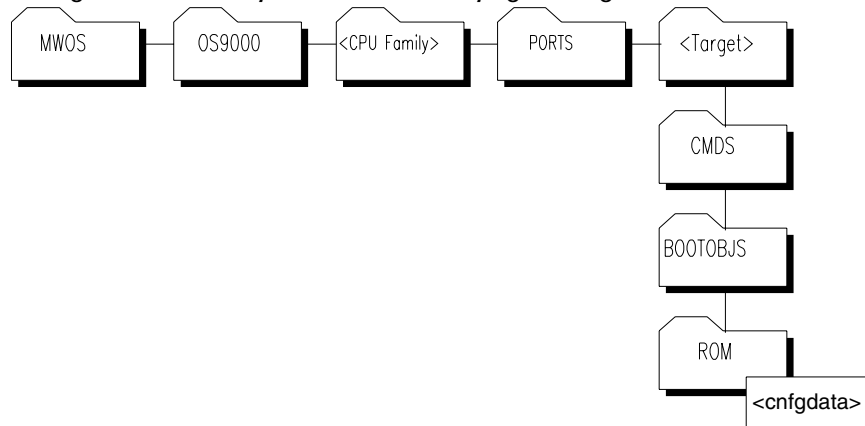 MWOS
OS9000
<CPU Family>
PORTS
<Target>
CMDS
BOOTOBJS
ROM
<cnfgdata>